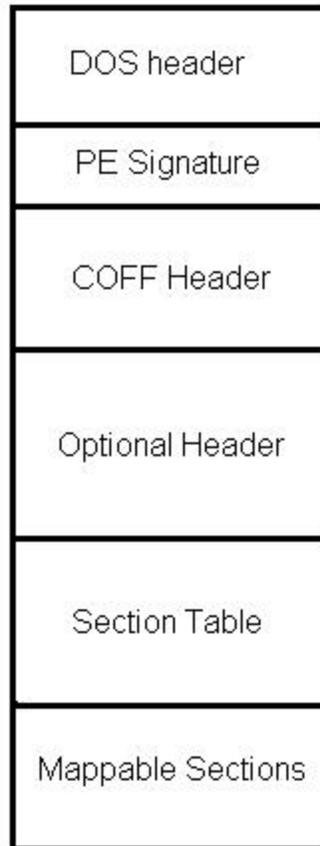 DOS header
PE Signature
COFF Header
Optional Header
Section Table
Mappable Sections